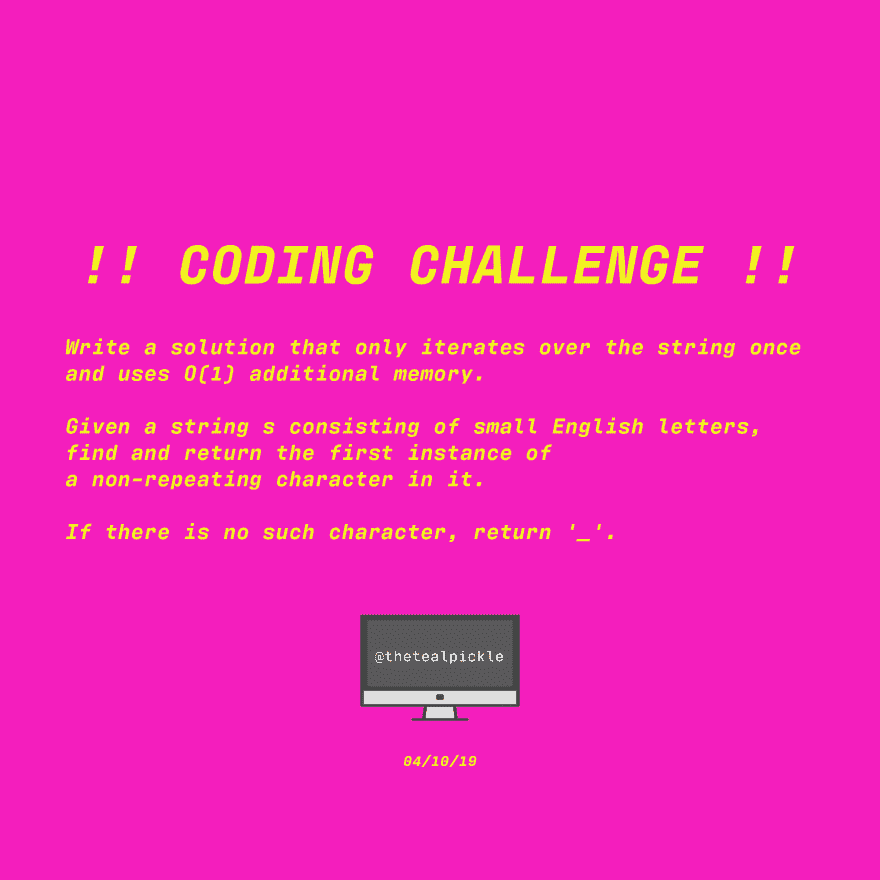 !! CODING CHALLENGE !!
Write a solution that only iterates over the string once
and uses O(1) additional memory.
Given a string s consisting of small English letters,
find and return the first instance of
a non-repeating character in it.
If there is no such character, return '_'.
@thetealpickle
04/10/19